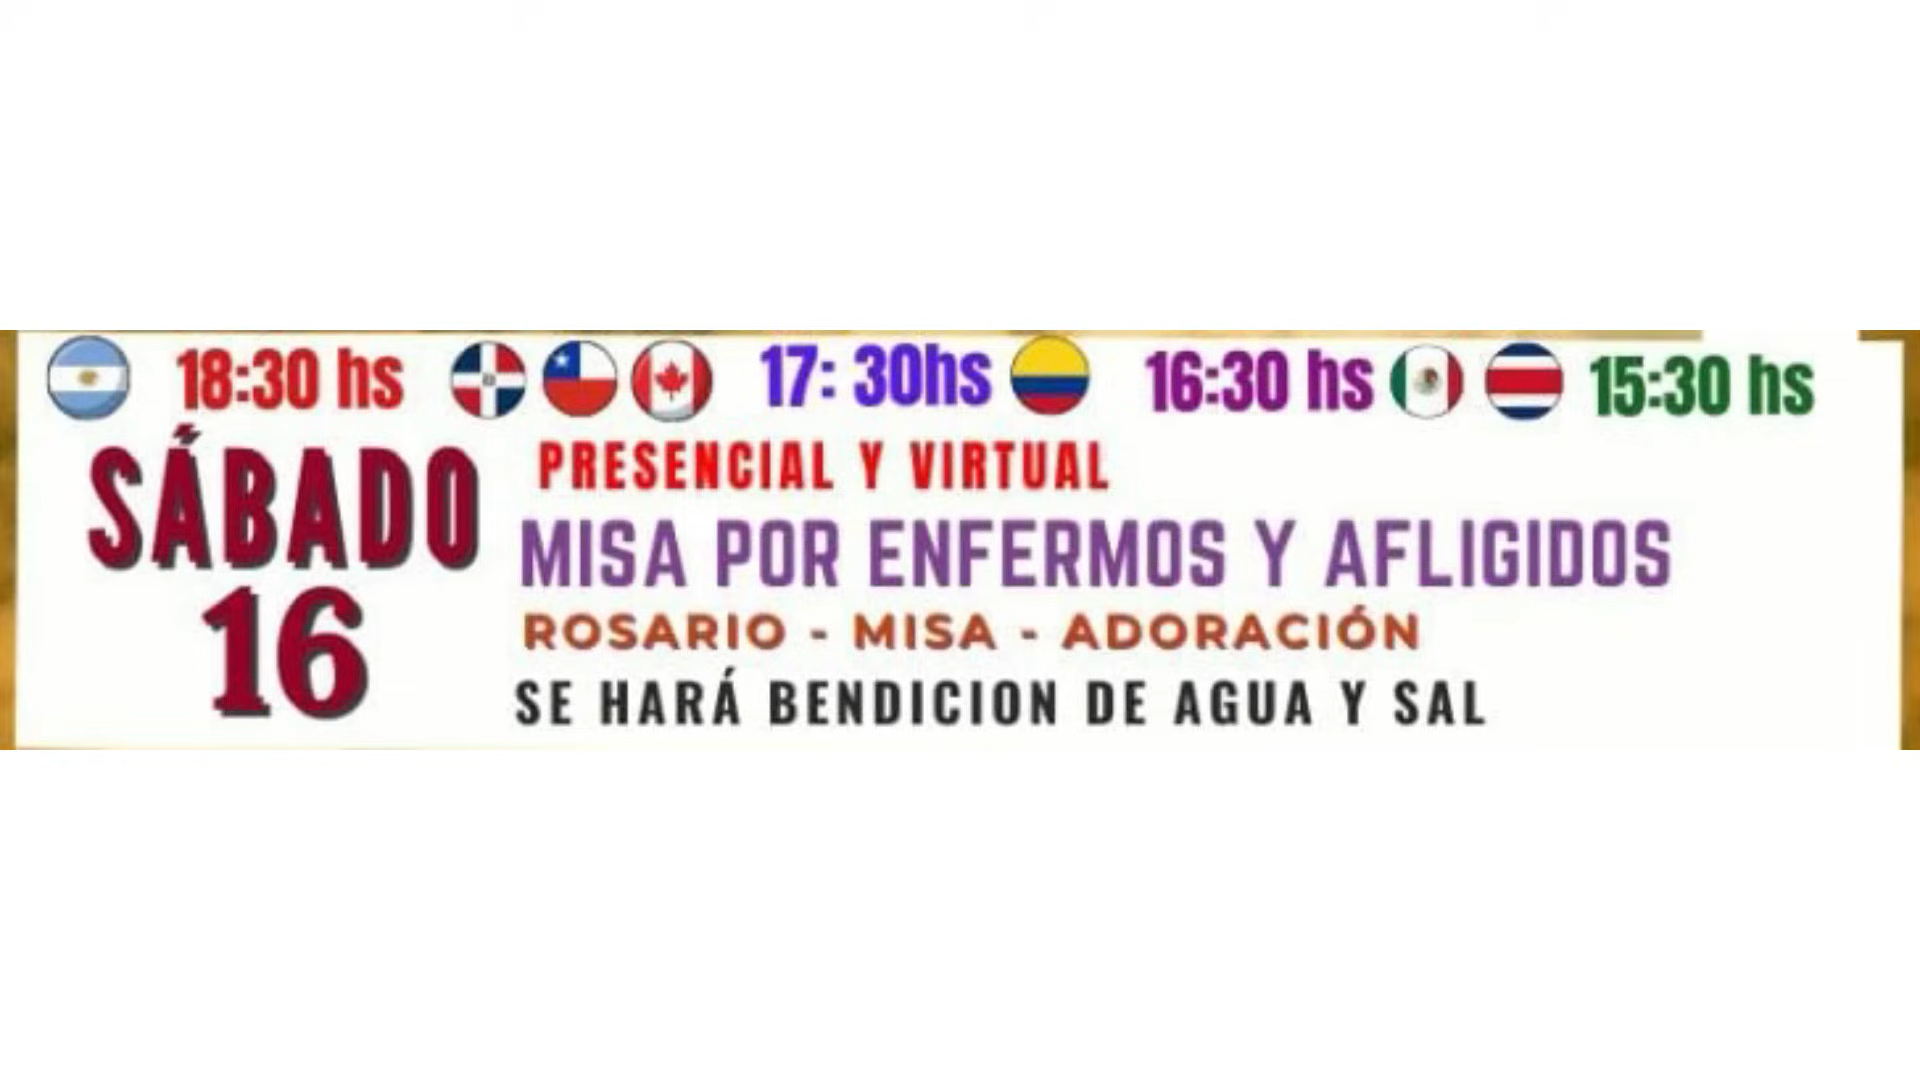 18:30 hs 17: 30hs 16:30 hs 15:30 hs
SÁBADO
16
PRESENCIAL Y VIRTUAL
MISA POR ENFERMOS Y AFLIGIDOS
ROSARIO - MISA - ADORACIÓN
SE HARÁ BENDICION DE AGUA Y SAL